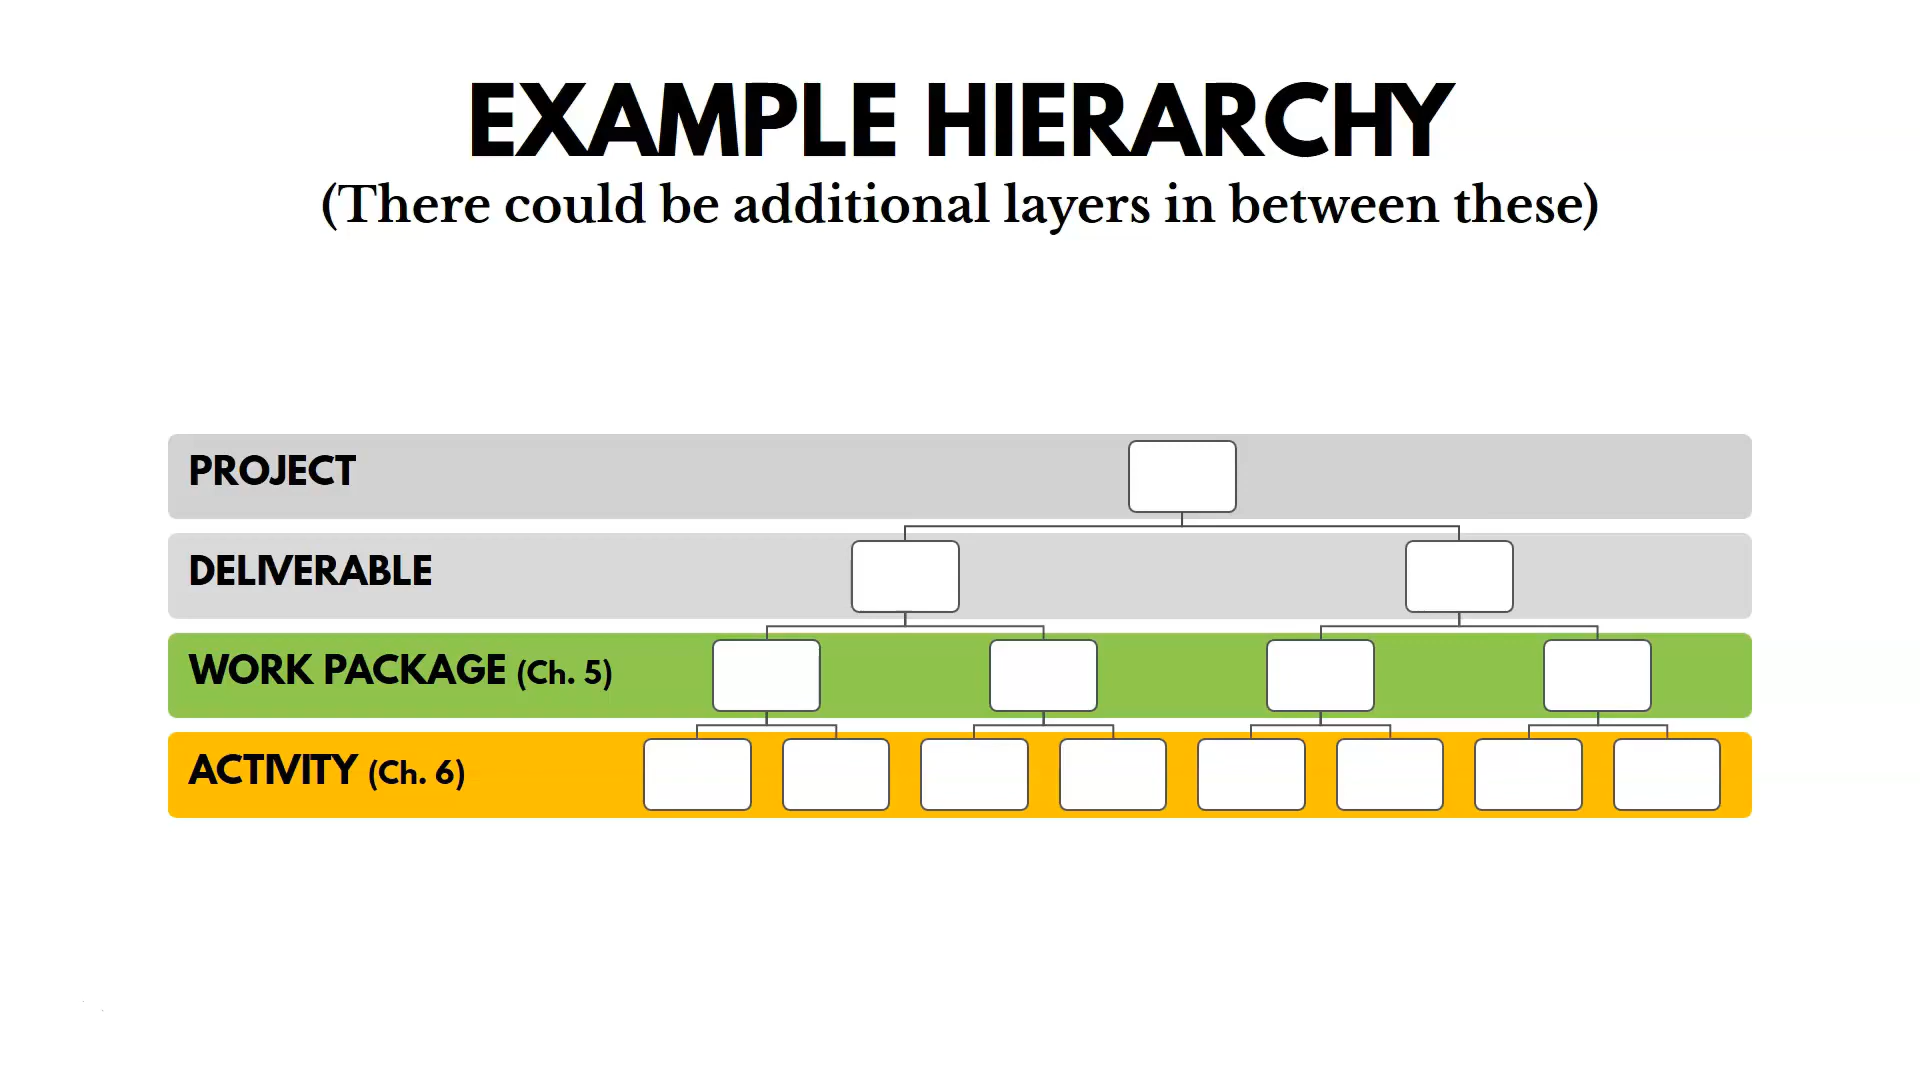 EXAMPLE HIERARCHY
(There could be additional layers in between these)
PROJECT
DELIVERABLE
WORK PACKAGE (Ch. 5)
ACTIVITY (Ch. 6)